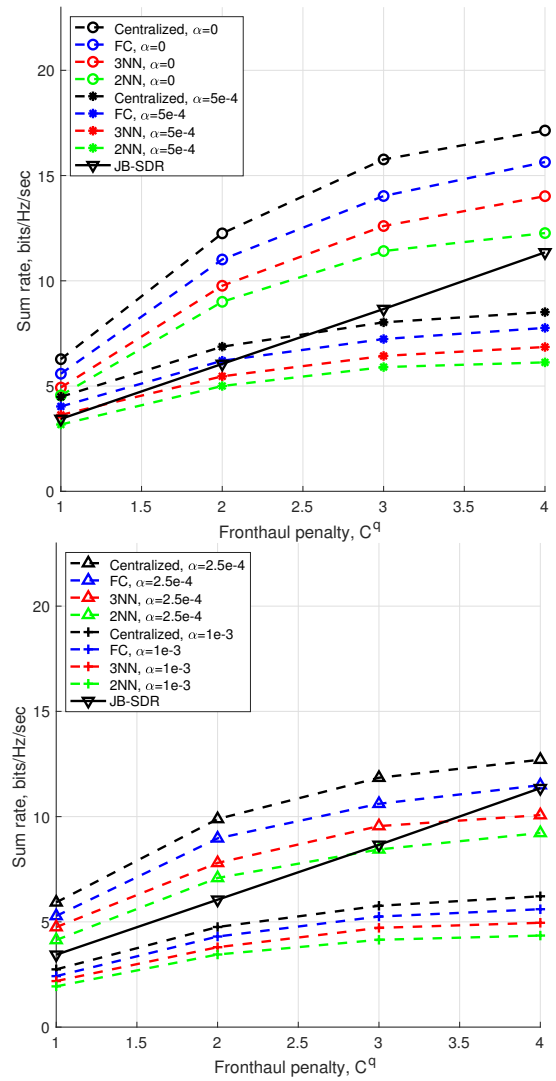 20
15
10
5
0
Sum rate, bits/Hz/sec
Centralized, α=0
FC, α=0
3NN, α=0
2NN, α=0
Centralized, α=5e-4
FC, α=5e-4
3NN, α=5e-4
2NN, α=5e-4
JB-SDR
1 1.5 2 2.5 3 3.5 4
Fronthaul penalty, C^q
20
15
10
5
0
Sum rate, bits/Hz/sec
Centralized, α=2.5e-4
FC, α=2.5e-4
3NN, α=2.5e-4
2NN, α=2.5e-4
Centralized, α=1e-3
FC, α=1e-3
3NN, α=1e-3
2NN, α=1e-3
JB-SDR
1 1.5 2 2.5 3 3.5 4
Fronthaul penalty, C^q